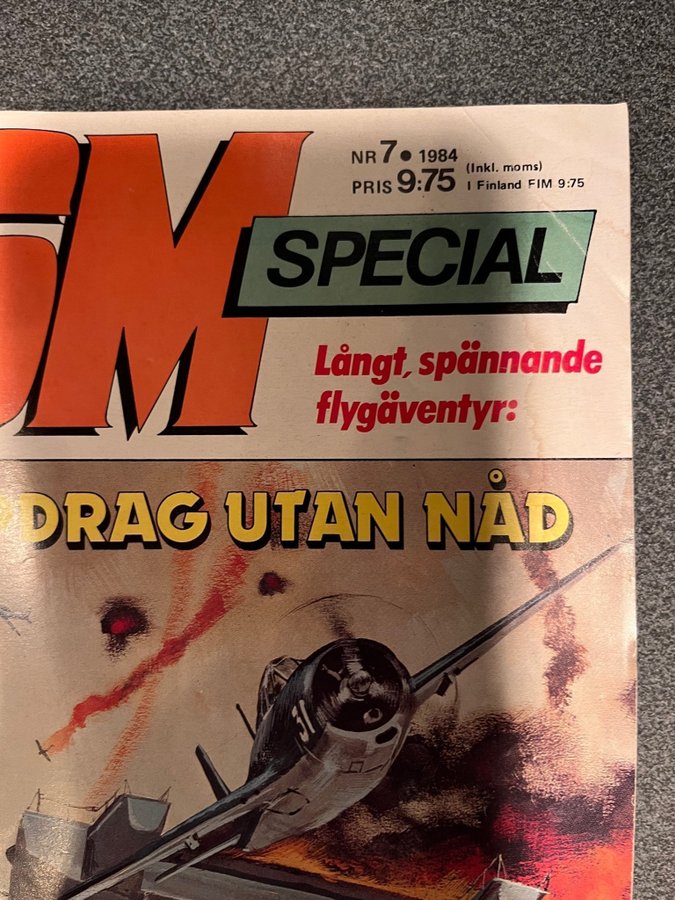 NR 7 • 1984
PRIS 9:75
(Inkl. moms)
I Finland FIM 9:75
M
SPECIAL
Långt, spännande
flygäventyr:
DRAG UTAN NÅD
31